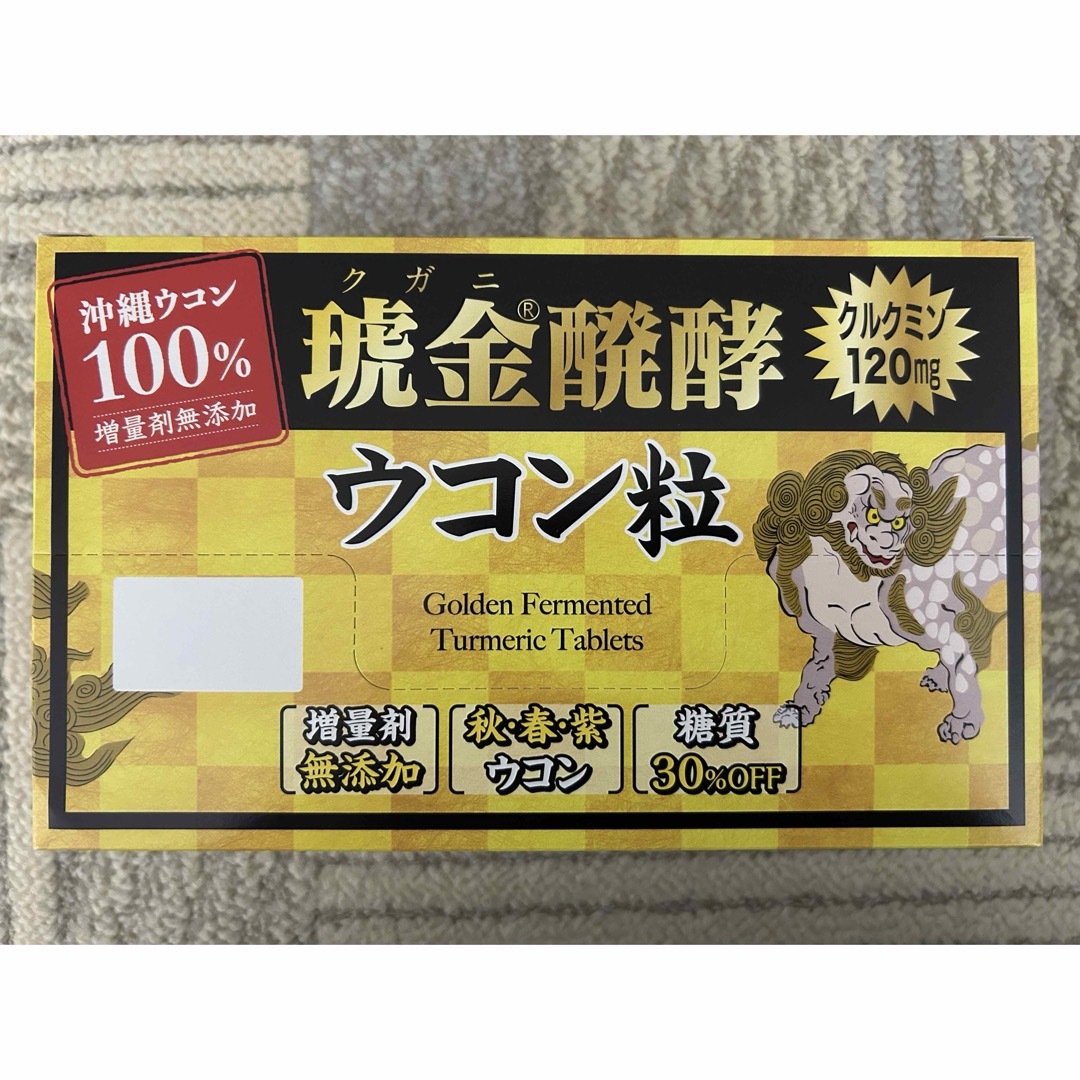 沖縄ウコン
100%
増量剤無添加
クガニ
琥金®醗酵
クルクミン
120mg
ウコン粒
Golden Fermented
Turmeric Tablets
増量剤
無添加
秋・春・紫
ウコン
糖質
30%OFF